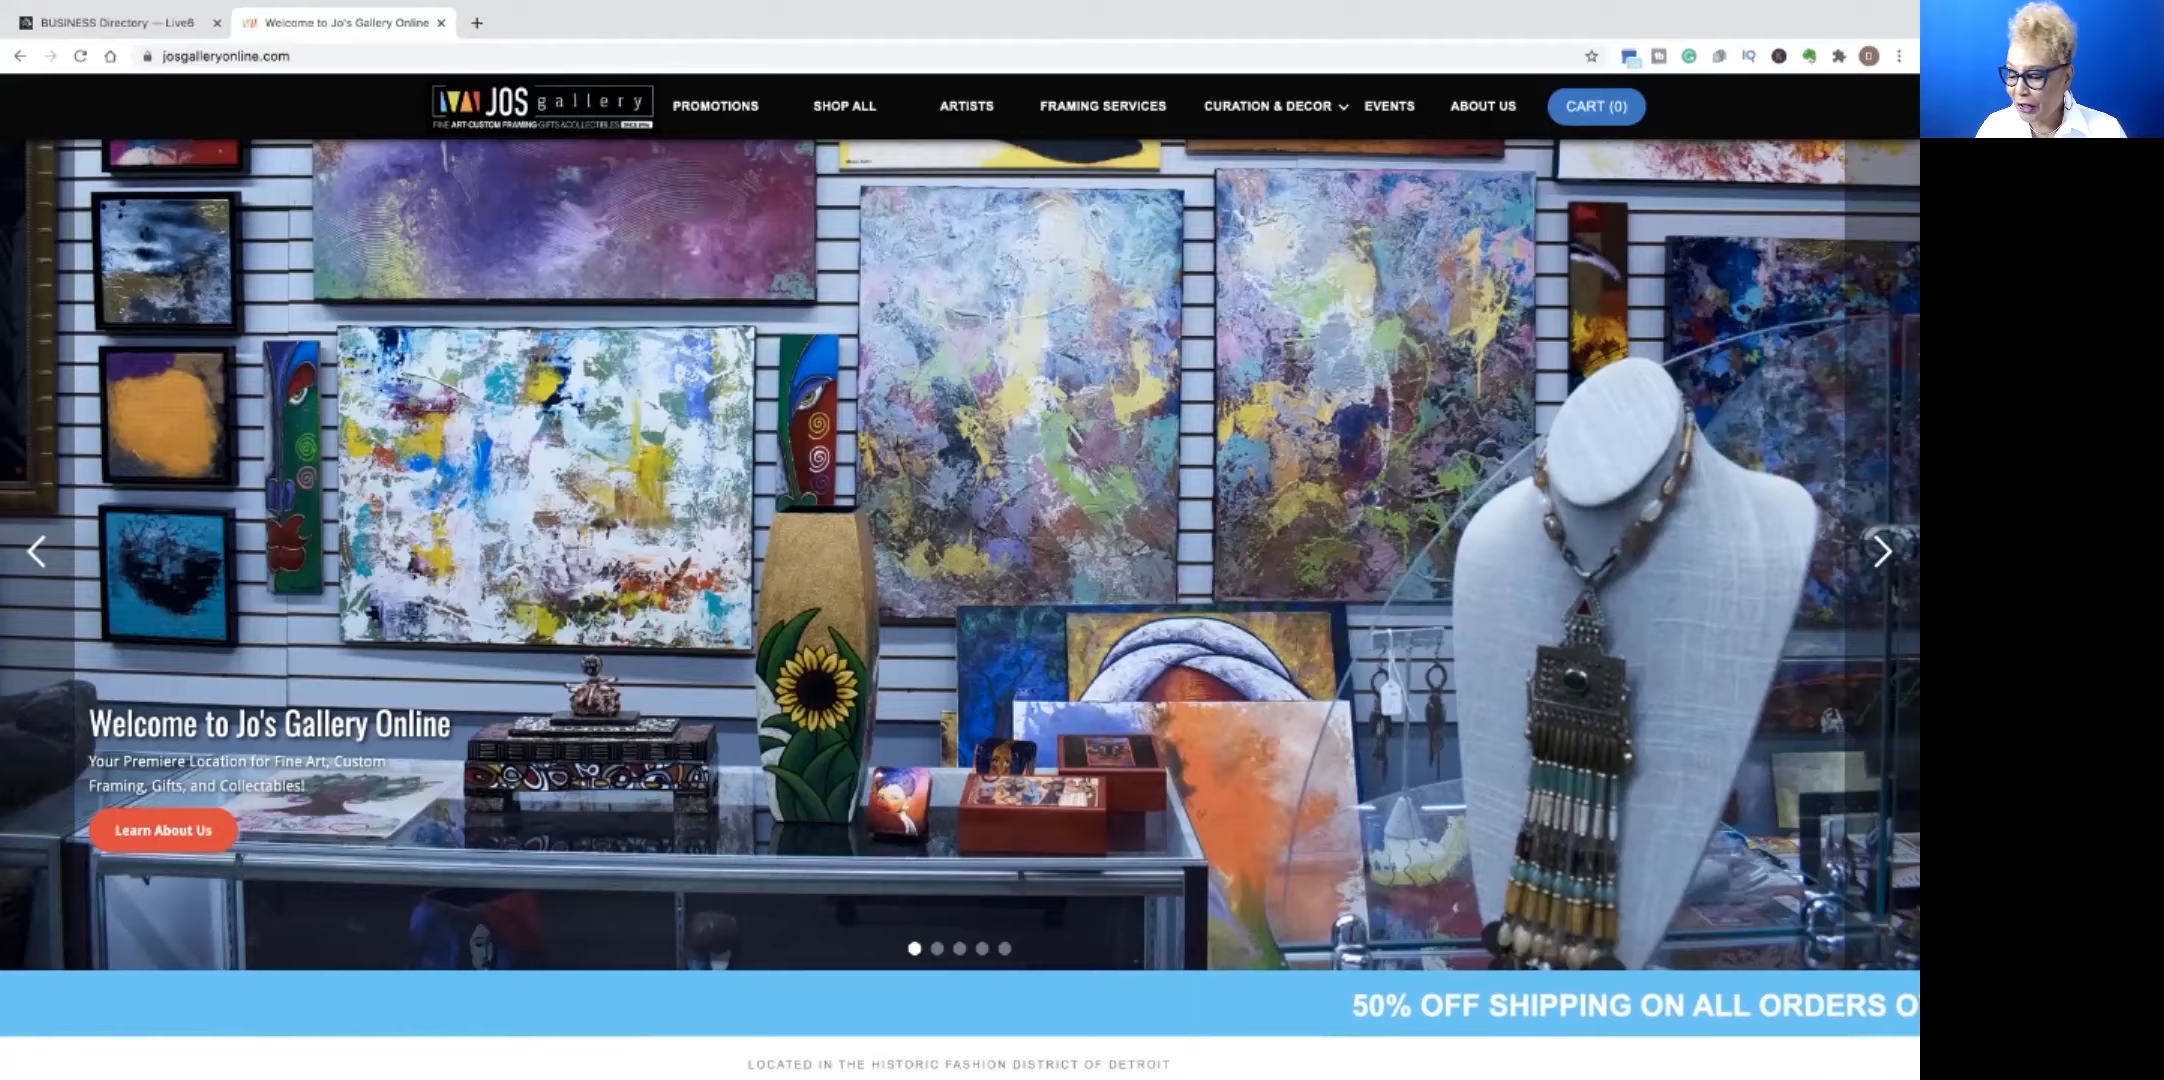 BUSINESS Directory — Live6
Welcome to Jo's Gallery Online
josgalleryonline.com
JOS gallery
FINE ART·CUSTOM FRAMING·GIFTS & COLLECTIBLES
PROMOTIONS
SHOP ALL
ARTISTS
FRAMING SERVICES
CURATION & DECOR
EVENTS
ABOUT US
CART (0)
Welcome to Jo's Gallery Online
Your Premiere Location for Fine Art, Custom
Framing, Gifts, and Collectables!
Learn About Us
50% OFF SHIPPING ON ALL ORDERS O
LOCATED IN THE HISTORIC FASHION DISTRICT OF DETROIT